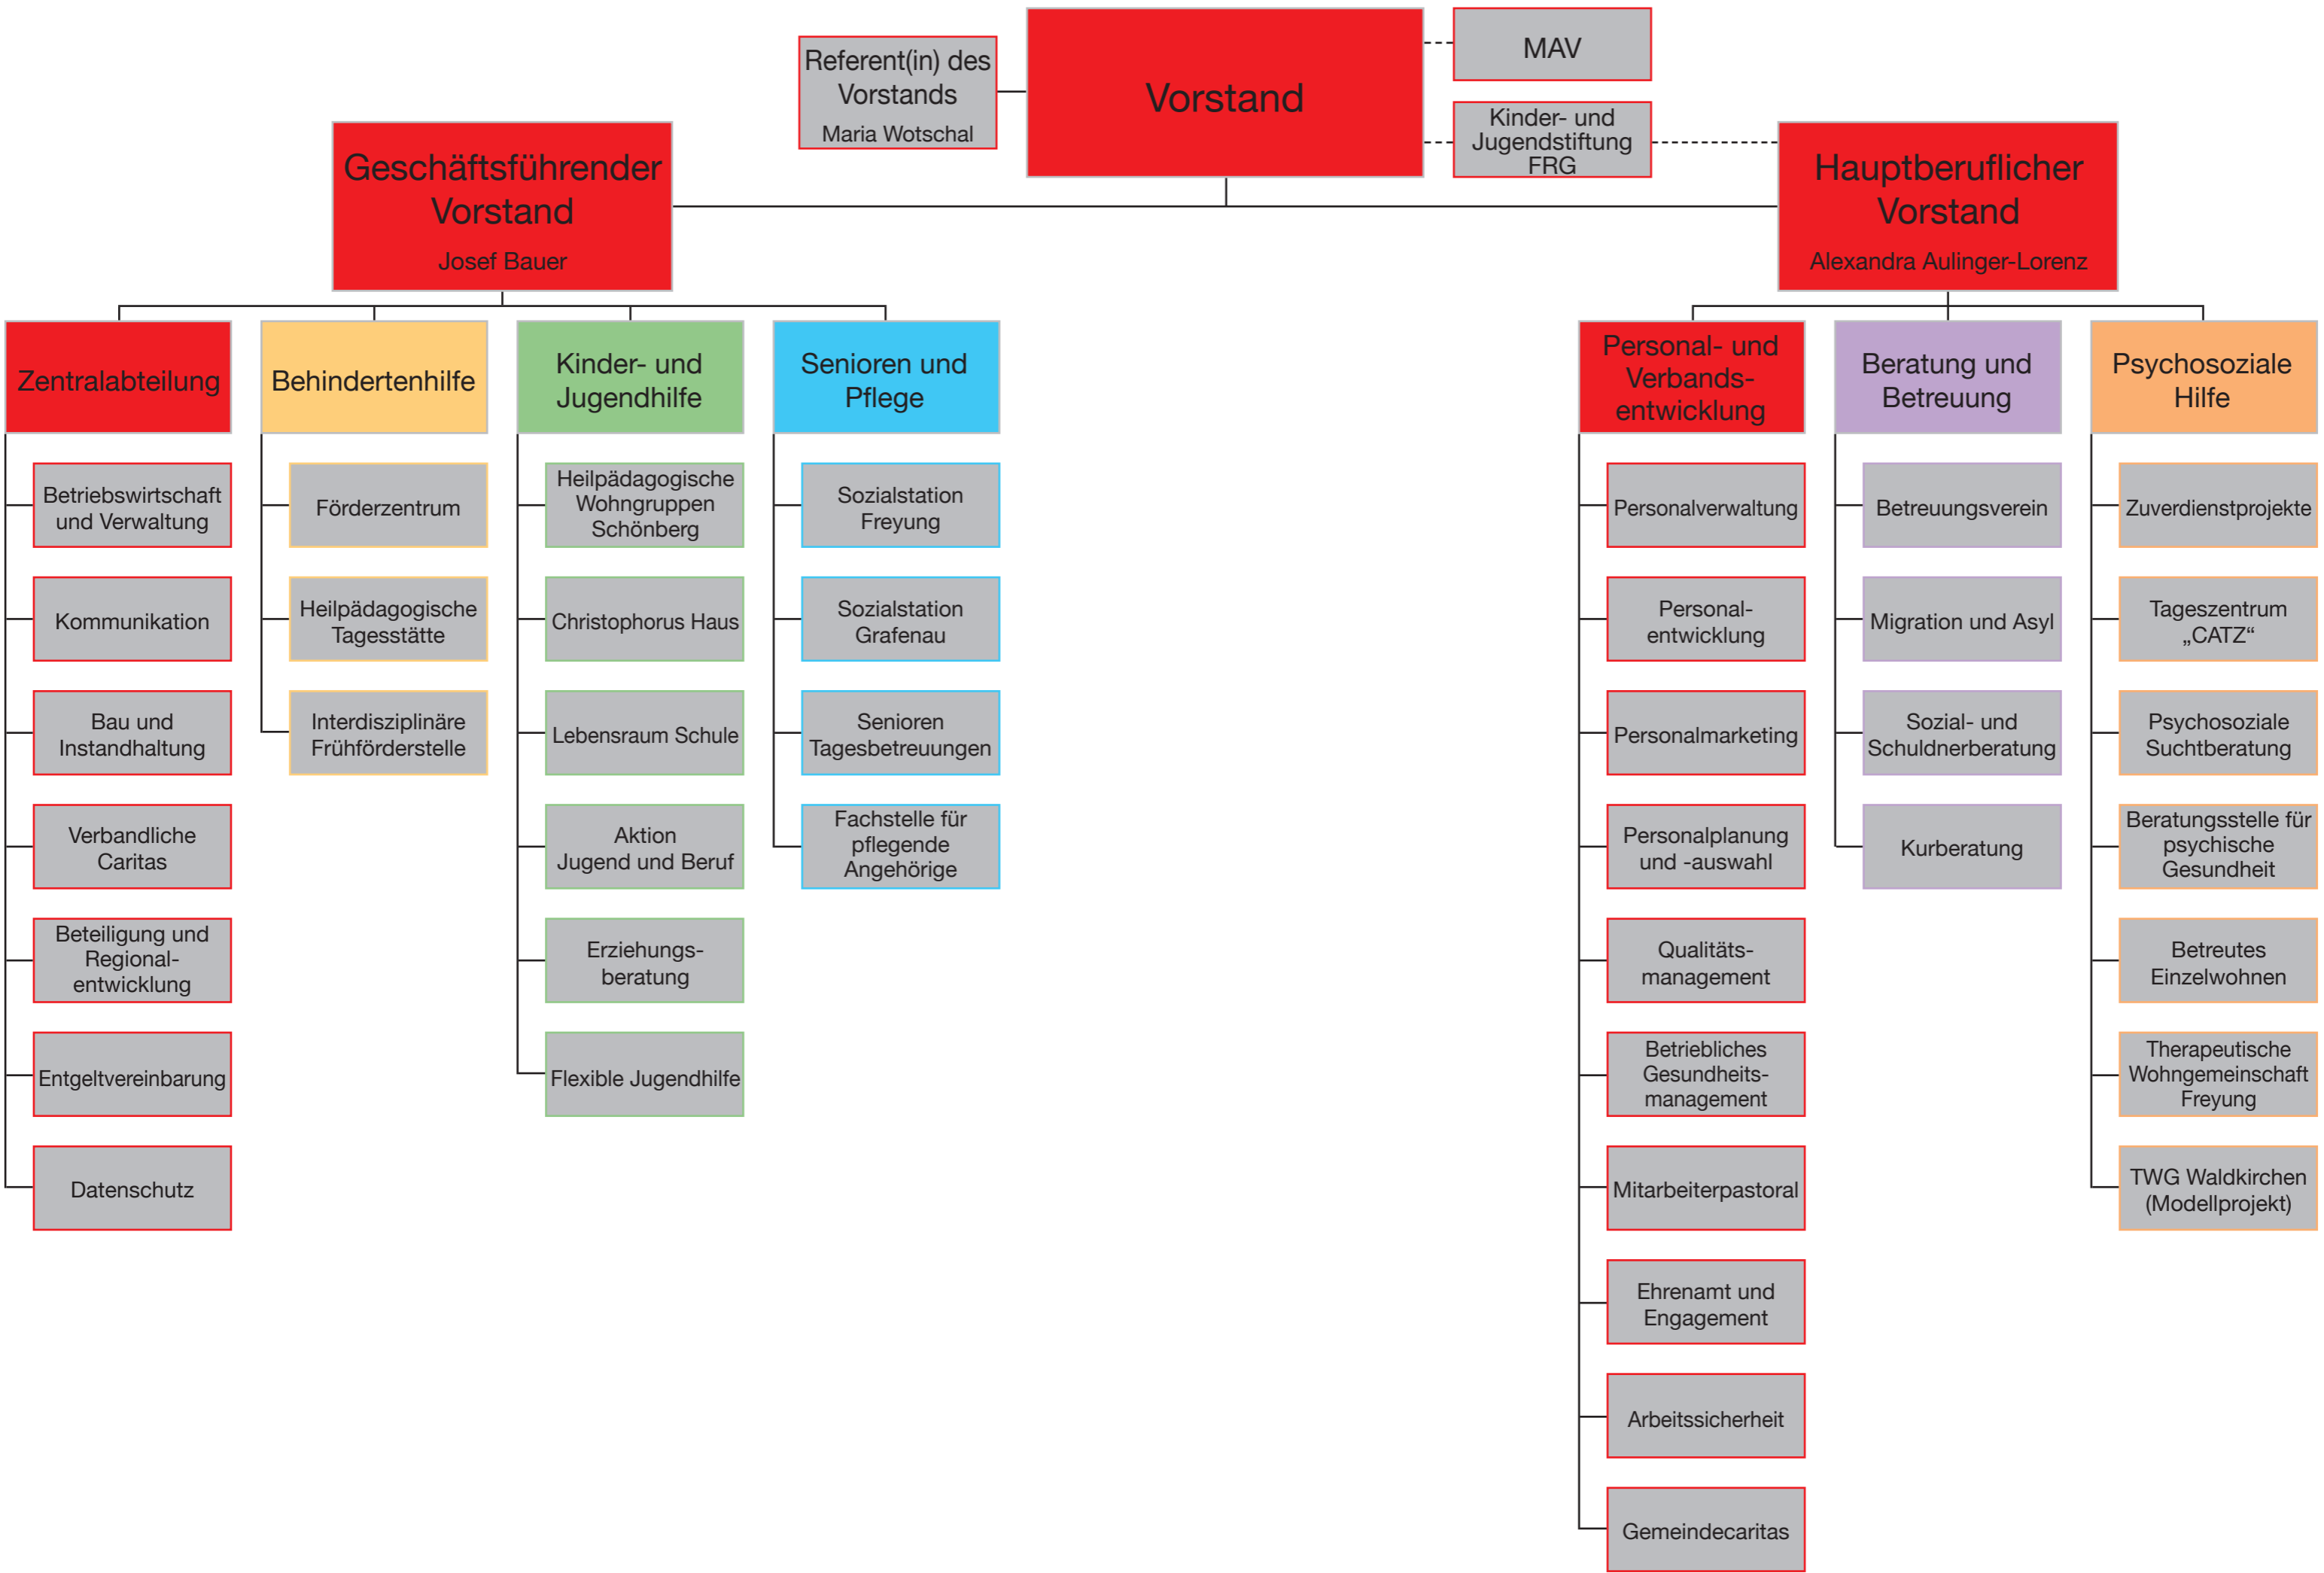 Vorstand
Referent(in) des
Vorstands
Maria Wotschal
MAV
Kinder- und
Jugendstiftung
FRG
Geschäftsführender
Vorstand
Josef Bauer
Hauptberuflicher
Vorstand
Alexandra Aulinger-Lorenz
Zentralabteilung
Betriebswirtschaft
und Verwaltung
Kommunikation
Bau und
Instandhaltung
Verbandliche
Caritas
Beteiligung und
Regional-
entwicklung
Entgeltvereinbarung
Datenschutz
Behindertenhilfe
Förderzentrum
Heilpädagogische
Tagesstätte
Interdisziplinäre
Frühförderstelle
Kinder- und
Jugendhilfe
Heilpädagogische
Wohngruppen
Schönberg
Christophorus Haus
Lebensraum Schule
Aktion
Jugend und Beruf
Erziehungs-
beratung
Flexible Jugendhilfe
Senioren und
Pflege
Sozialstation
Freyung
Sozialstation
Grafenau
Senioren
Tagesbetreuungen
Fachstelle für
pflegende
Angehörige
Personal- und
Verbands-
entwicklung
Personalverwaltung
Personal-
entwicklung
Personalmarketing
Personalplanung
und -auswahl
Qualitäts-
management
Betriebliches
Gesundheits-
management
Mitarbeiterpastoral
Ehrenamt und
Engagement
Arbeitssicherheit
Gemeindecaritas
Beratung und
Betreuung
Betreuungsverein
Migration und Asyl
Sozial- und
Schuldnerberatung
Kurberatung
Psychosoziale
Hilfe
Zuverdienstprojekte
Tageszentrum
„CATZ“
Psychosoziale
Suchtberatung
Beratungsstelle für
psychische
Gesundheit
Betreutes
Einzelwohnen
Therapeutische
Wohngemeinschaft
Freyung
TWG Waldkirchen
(Modellprojekt)